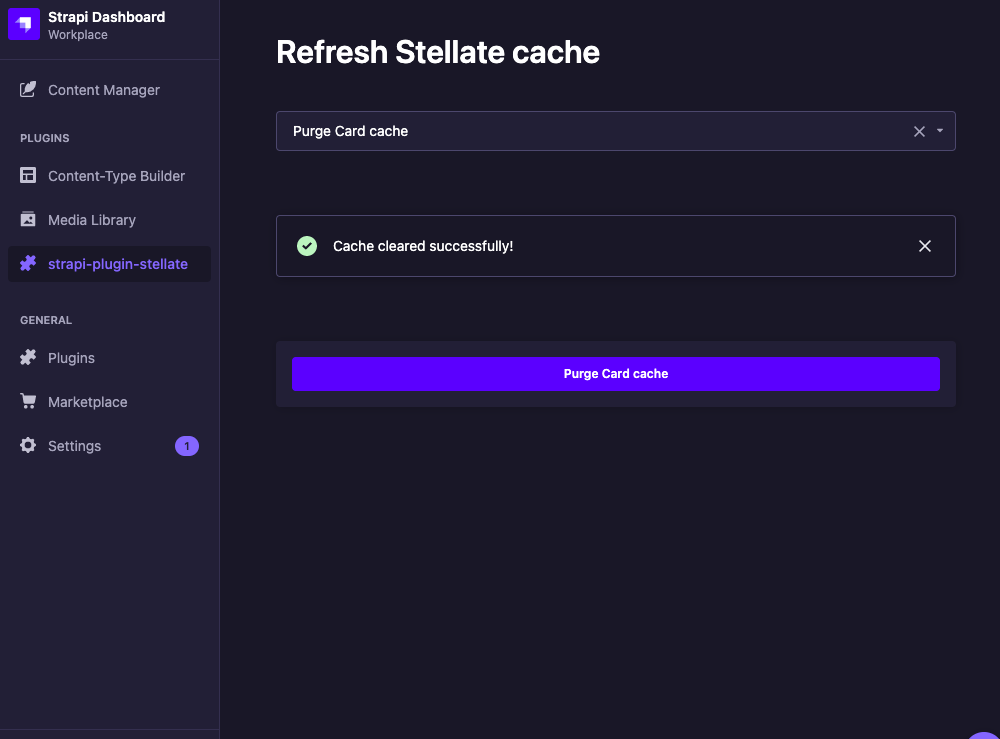 Strapi Dashboard
Workplace
Content Manager
PLUGINS
Content-Type Builder
Media Library
strapi-plugin-stellate
GENERAL
Plugins
Marketplace
Settings
1
Refresh Stellate cache
Purge Card cache
Cache cleared successfully!
Purge Card cache